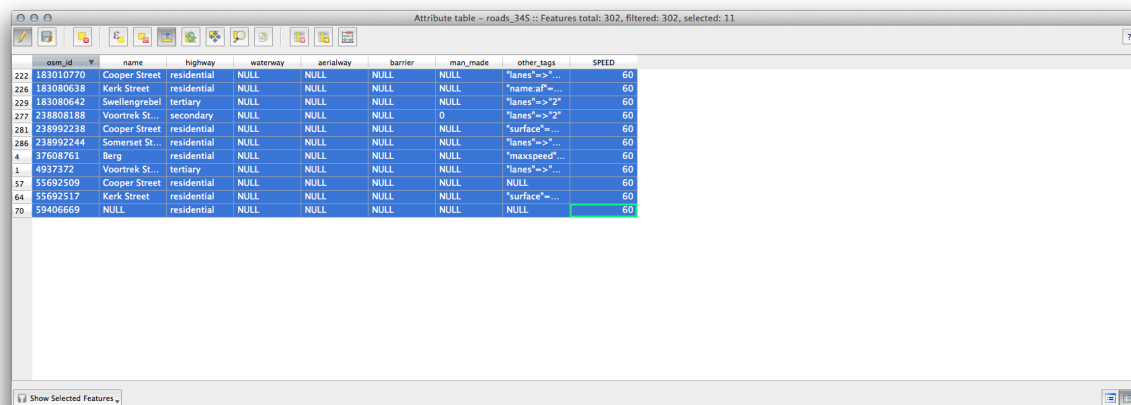 Attribute table - roads_34S :: Features total: 302, filtered: 302, selected: 11
ε ?
osm_id name highway waterway aerialway barrier man_made other_tags SPEED
222 183010770 Cooper Street residential NULL NULL NULL NULL "lanes"=>"... 60
226 183080638 Kerk Street residential NULL NULL NULL NULL "name:af"=... 60
229 183080642 Swellengrebel tertiary NULL NULL NULL NULL "lanes"=>"2" 60
277 238808188 Voortrek St... secondary NULL NULL NULL 0 "lanes"=>"2" 60
281 238992238 Cooper Street residential NULL NULL NULL NULL "surface"=... 60
286 238992244 Somerset St... residential NULL NULL NULL NULL "lanes"=>"... 60
4 37608761 Berg residential NULL NULL NULL NULL "maxspeed"... 60
1 4937372 Voortrek St... tertiary NULL NULL NULL NULL "lanes"=>"... 60
57 55692509 Cooper Street residential NULL NULL NULL NULL NULL 60
64 55692517 Kerk Street residential NULL NULL NULL NULL "surface"=... 60
70 59406669 NULL residential NULL NULL NULL NULL NULL 60
Show Selected Features